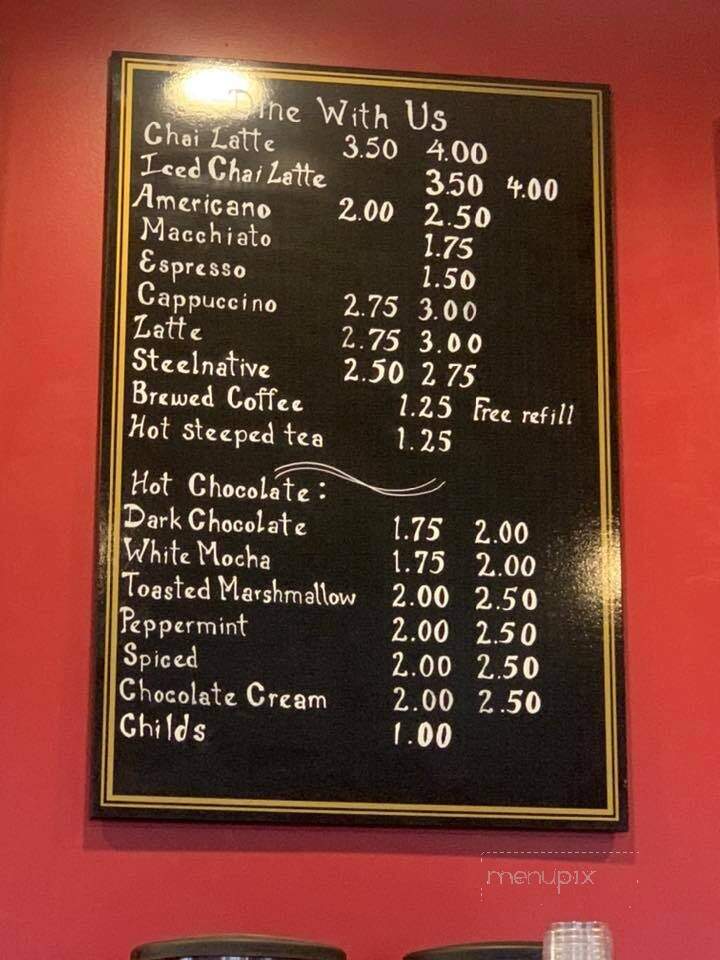 Dine With Us
Chai Latte 3.50 4.00
Iced Chai Latte 3.50 4.00
Americano 2.00 2.50
Macchiato 1.75
Espresso 1.50
Cappuccino 2.75 3.00
Latte 2.75 3.00
Steelnative 2.50 2 75
Brewed Coffee 1.25 Free refill
Hot steeped tea 1.25
Hot Chocolate:
Dark Chocolate 1.75 2.00
White Mocha 1.75 2.00
Toasted Marshmallow 2.00 2.50
Peppermint 2.00 2.50
Spiced 2.00 2.50
Chocolate Cream 2.00 2.50
Childs 1.00
menupix